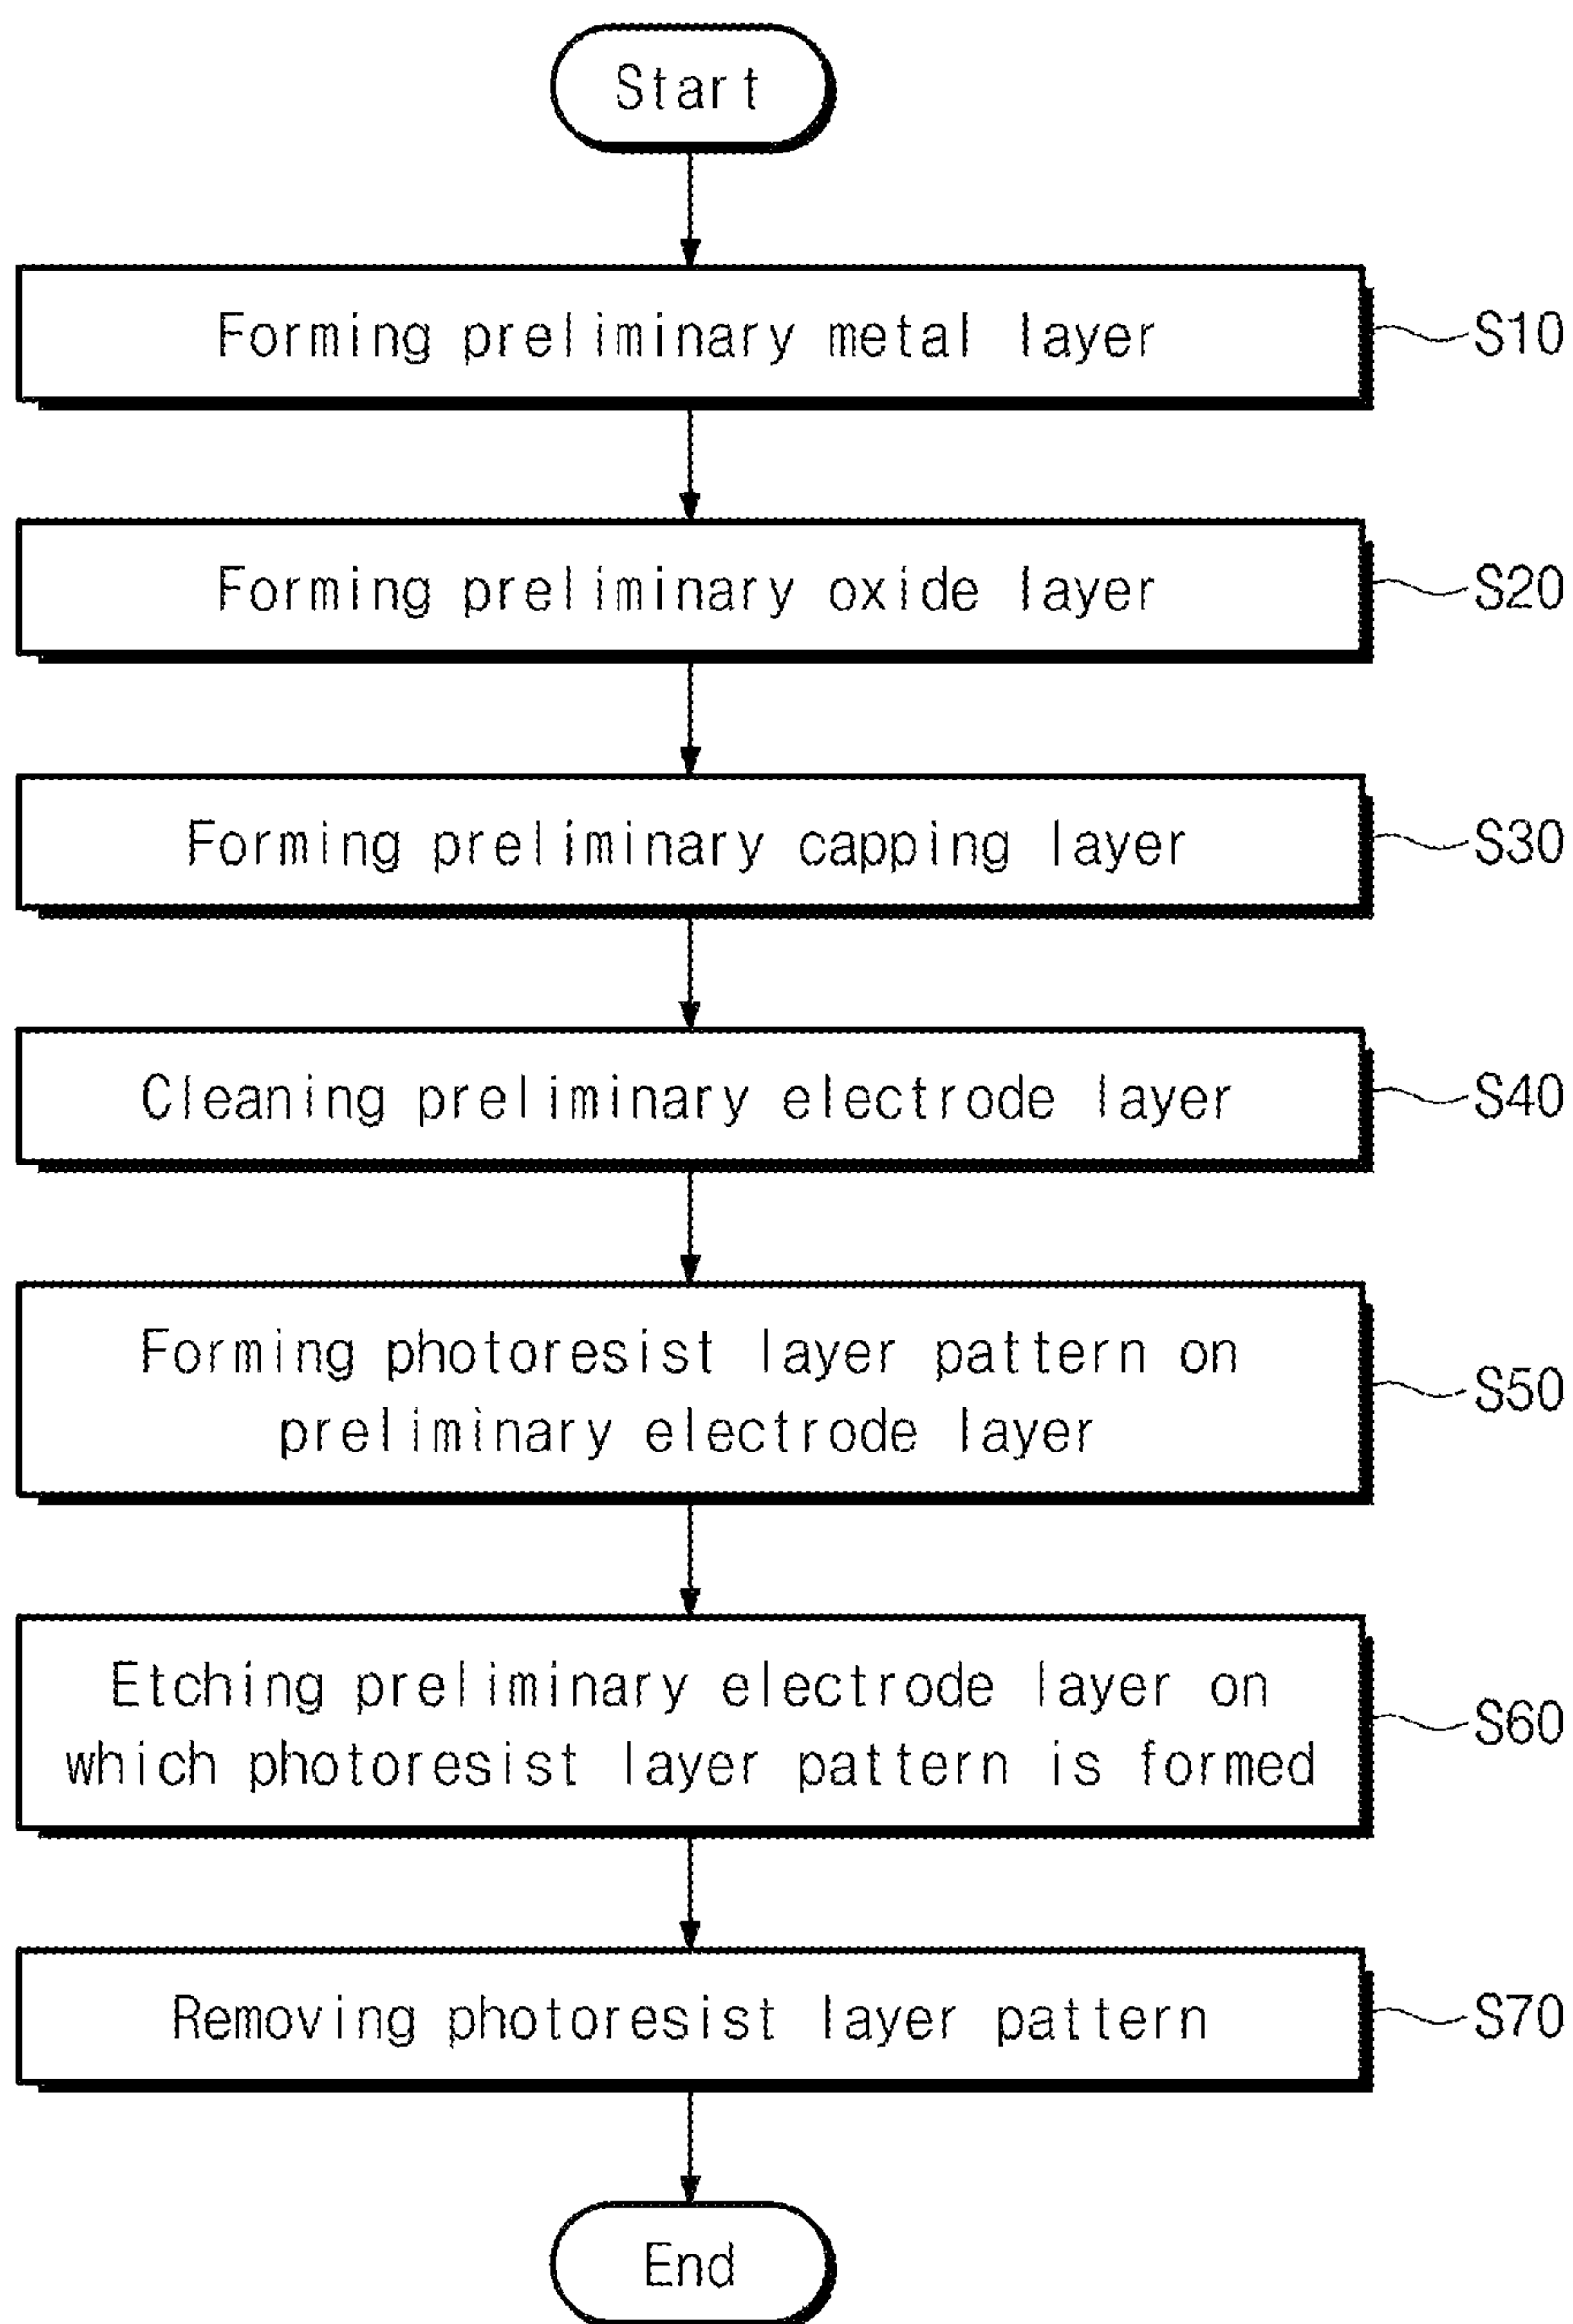 Start
Forming preliminary metal layer
S10
Forming preliminary oxide layer
S20
Forming preliminary capping layer
S30
Cleaning preliminary electrode layer
S40
Forming photoresist layer pattern on
preliminary electrode layer
S50
Etching preliminary electrode layer on
which photoresist layer pattern is formed
S60
Removing photoresist layer pattern
S70
End